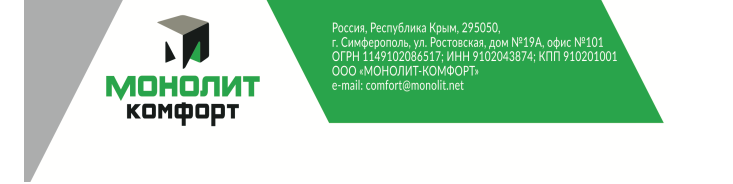 МОНОЛИТ
КОМФОРТ
Россия, Республика Крым, 295050,
г. Симферополь, ул. Ростовская, дом №19А, офис №101
ОГРН 1149102086517; ИНН 9102043874; КПП 910201001
ООО «МОНОЛИТ-КОМФОРТ»
e-mail: comfort@monolit.net